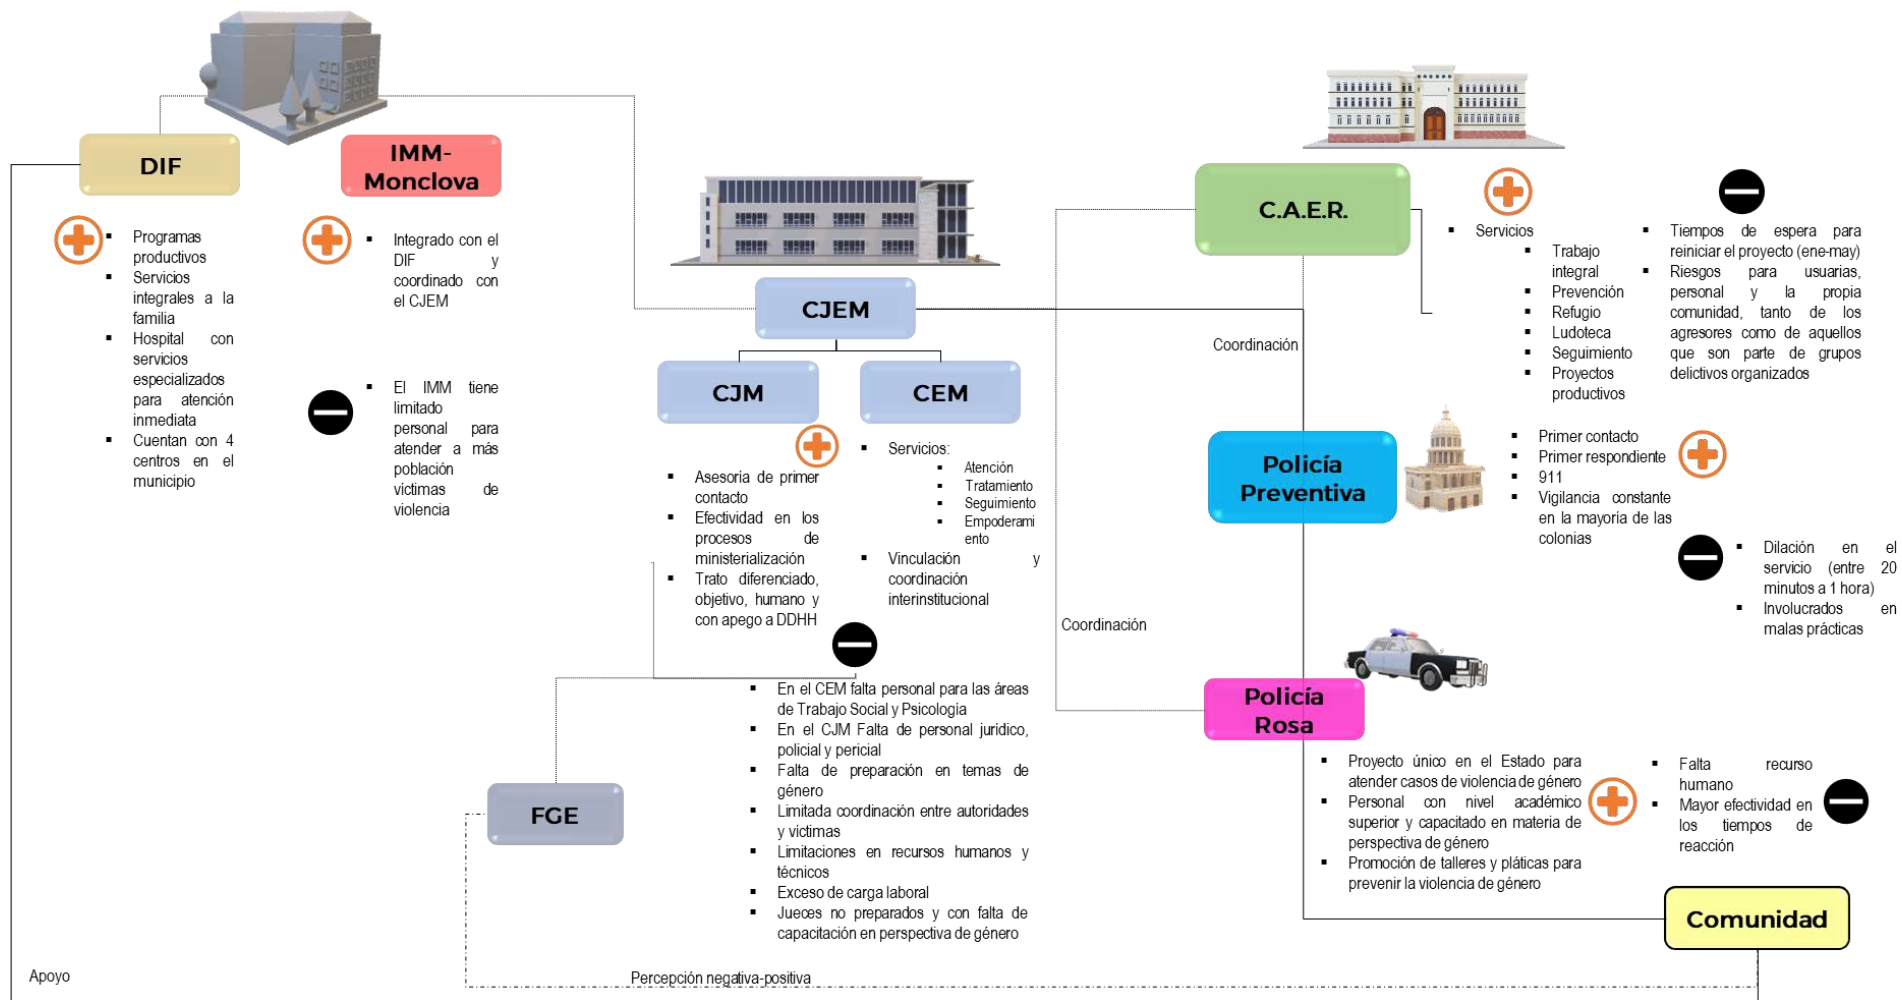 DIF
Programas
productivos
Servicios
integrales a la
familia
Hospital con
servicios
especializados
para atención
inmediata
Cuentan con 4
centros en el
municipio
IMM-
Monclova
Integrado con el
DIF y
coordinado con
el CJEM
El IMM tiene
limitado
personal para
atender a más
población
victimas de
violencia
CJEM
CJM
Asesoría de primer
contacto
Efectividad en los
procesos de
ministerialización
Trato diferenciado,
objetivo, humano y
con apego a DDHH
CEM
Servicios:
Atención
Tratamiento
Seguimiento
Empoderami
ento
Vinculación y
coordinación
interinstitucional
En el CEM falta personal para las áreas
de Trabajo Social y Psicología
En el CJM Falta de personal jurídico,
policial y pericial
Falta de preparación en temas de
género
Limitada coordinación entre autoridades
y victimas
Limitaciones en recursos humanos y
técnicos
Exceso de carga laboral
Jueces no preparados y con falta de
capacitación en perspectiva de género
FGE
C.A.E.R.
Servicios
Trabajo
integral
Prevención
Refugio
Ludoteca
Seguimiento
Proyectos
productivos
Tiempos de espera para
reiniciar el proyecto (ene-may)
Riesgos para usuarias,
personal y la propia
comunidad, tanto de los
agresores como de aquellos
que son parte de grupos
delictivos organizados
Coordinación
Policía
Preventiva
Primer contacto
Primer respondiente
911
Vigilancia constante
en la mayoría de las
colonias
Dilación en el
servicio (entre 20
minutos a 1 hora)
Involucrados en
malas prácticas
Coordinación
Policía
Rosa
Proyecto único en el Estado para
atender casos de violencia de género
Personal con nivel académico
superior y capacitado en materia de
perspectiva de género
Promoción de talleres y pláticas para
prevenir la violencia de género
Falta recurso
humano
Mayor efectividad en
los tiempos de
reacción
Comunidad
Apoyo
Percepción negativa-positiva